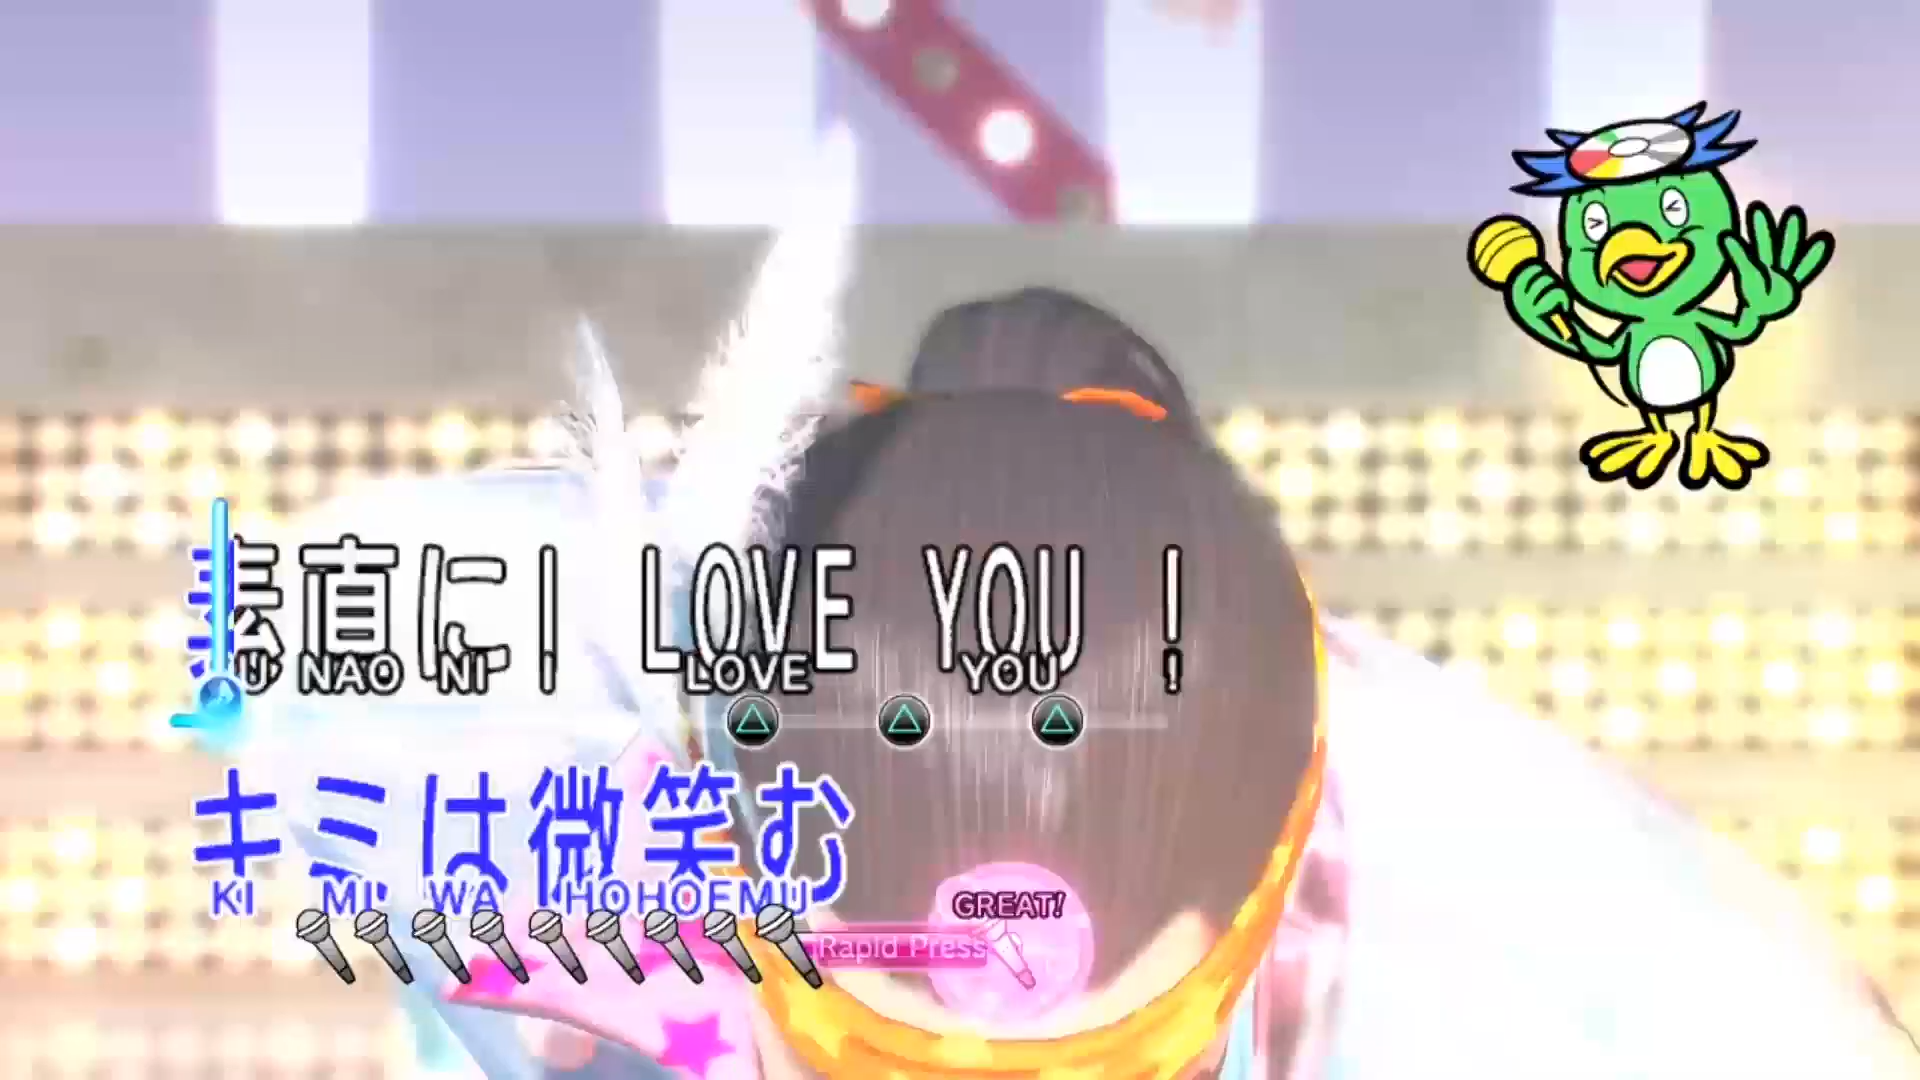 素直にI LOVE YOU !
U NAO NI I LOVE YOU !
キミは微笑む
KI MI WA HOHOEMU
GREAT!
Rapid Press